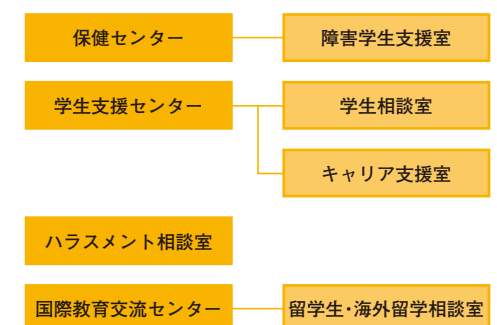 保健センター
障害学生支援室
学生支援センター
学生相談室
キャリア支援室
ハラスメント相談室
国際教育交流センター
留学生・海外留学相談室